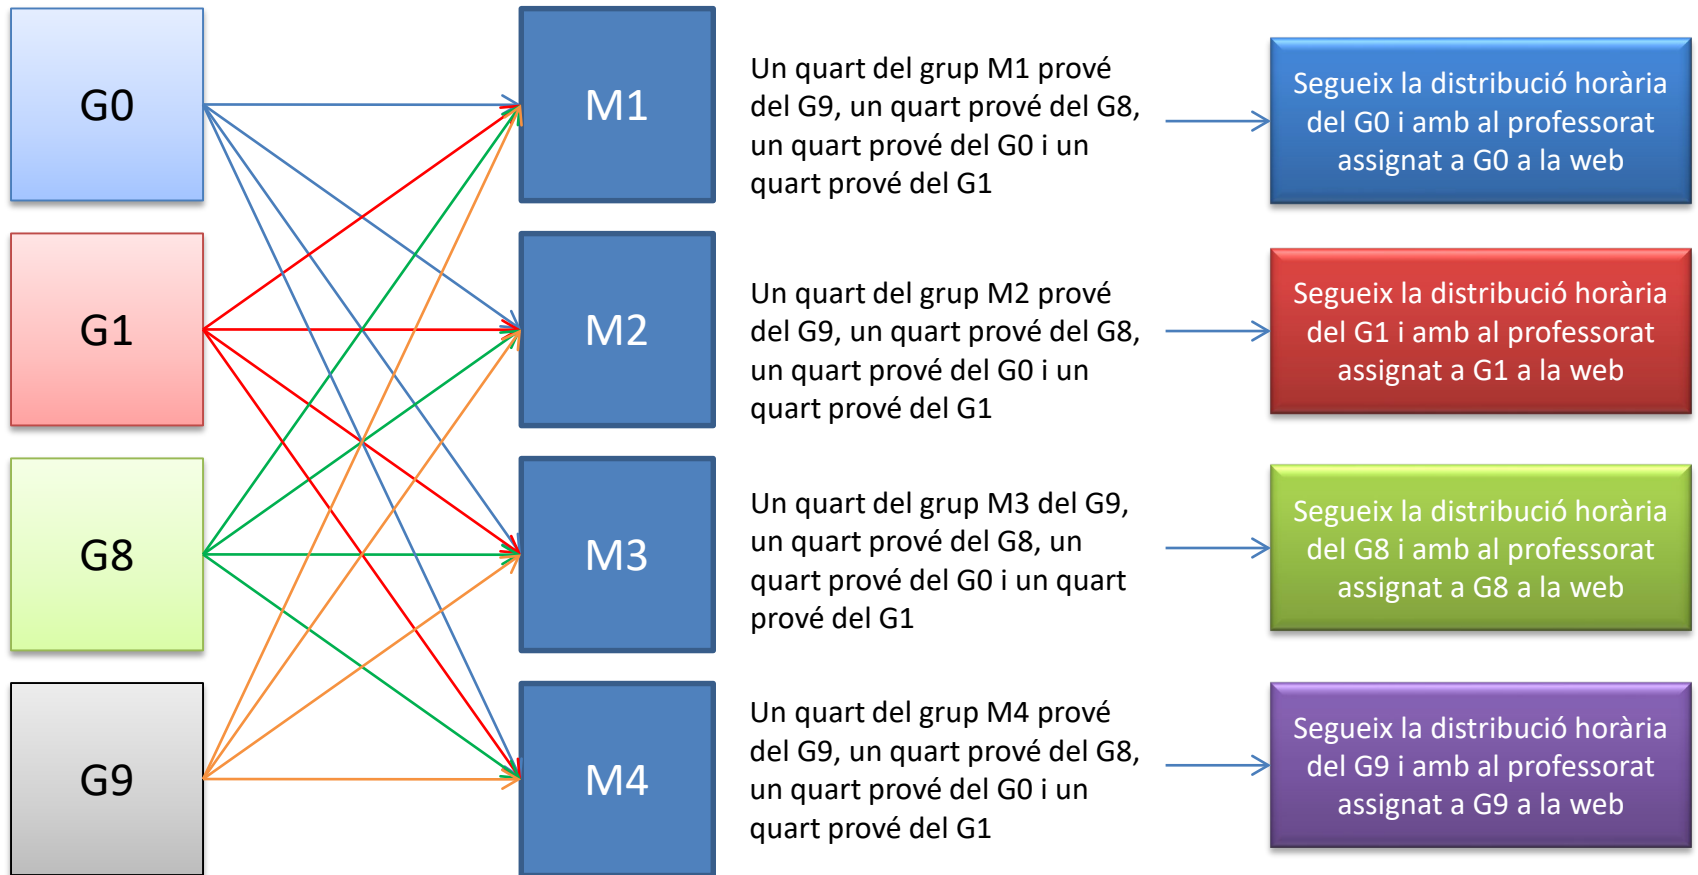 G0
M1
Un quart del grup M1 prové
del G9, un quart prové del G8,
un quart prové del G0 i un
quart prové del G1
Segueix la distribució horària
del G0 i amb al professorat
assignat a G0 a la web
G1
M2
Un quart del grup M2 prové
del G9, un quart prové del G8,
un quart prové del G0 i un
quart prové del G1
Segueix la distribució horària
del G1 i amb al professorat
assignat a G1 a la web
G8
M3
Un quart del grup M3 del G9,
un quart prové del G8, un
quart prové del G0 i un quart
prové del G1
Segueix la distribució horària
del G8 i amb al professorat
assignat a G8 a la web
G9
M4
Un quart del grup M4 prové
del G9, un quart prové del G8,
un quart prové del G0 i un
quart prové del G1
Segueix la distribució horària
del G9 i amb al professorat
assignat a G9 a la web